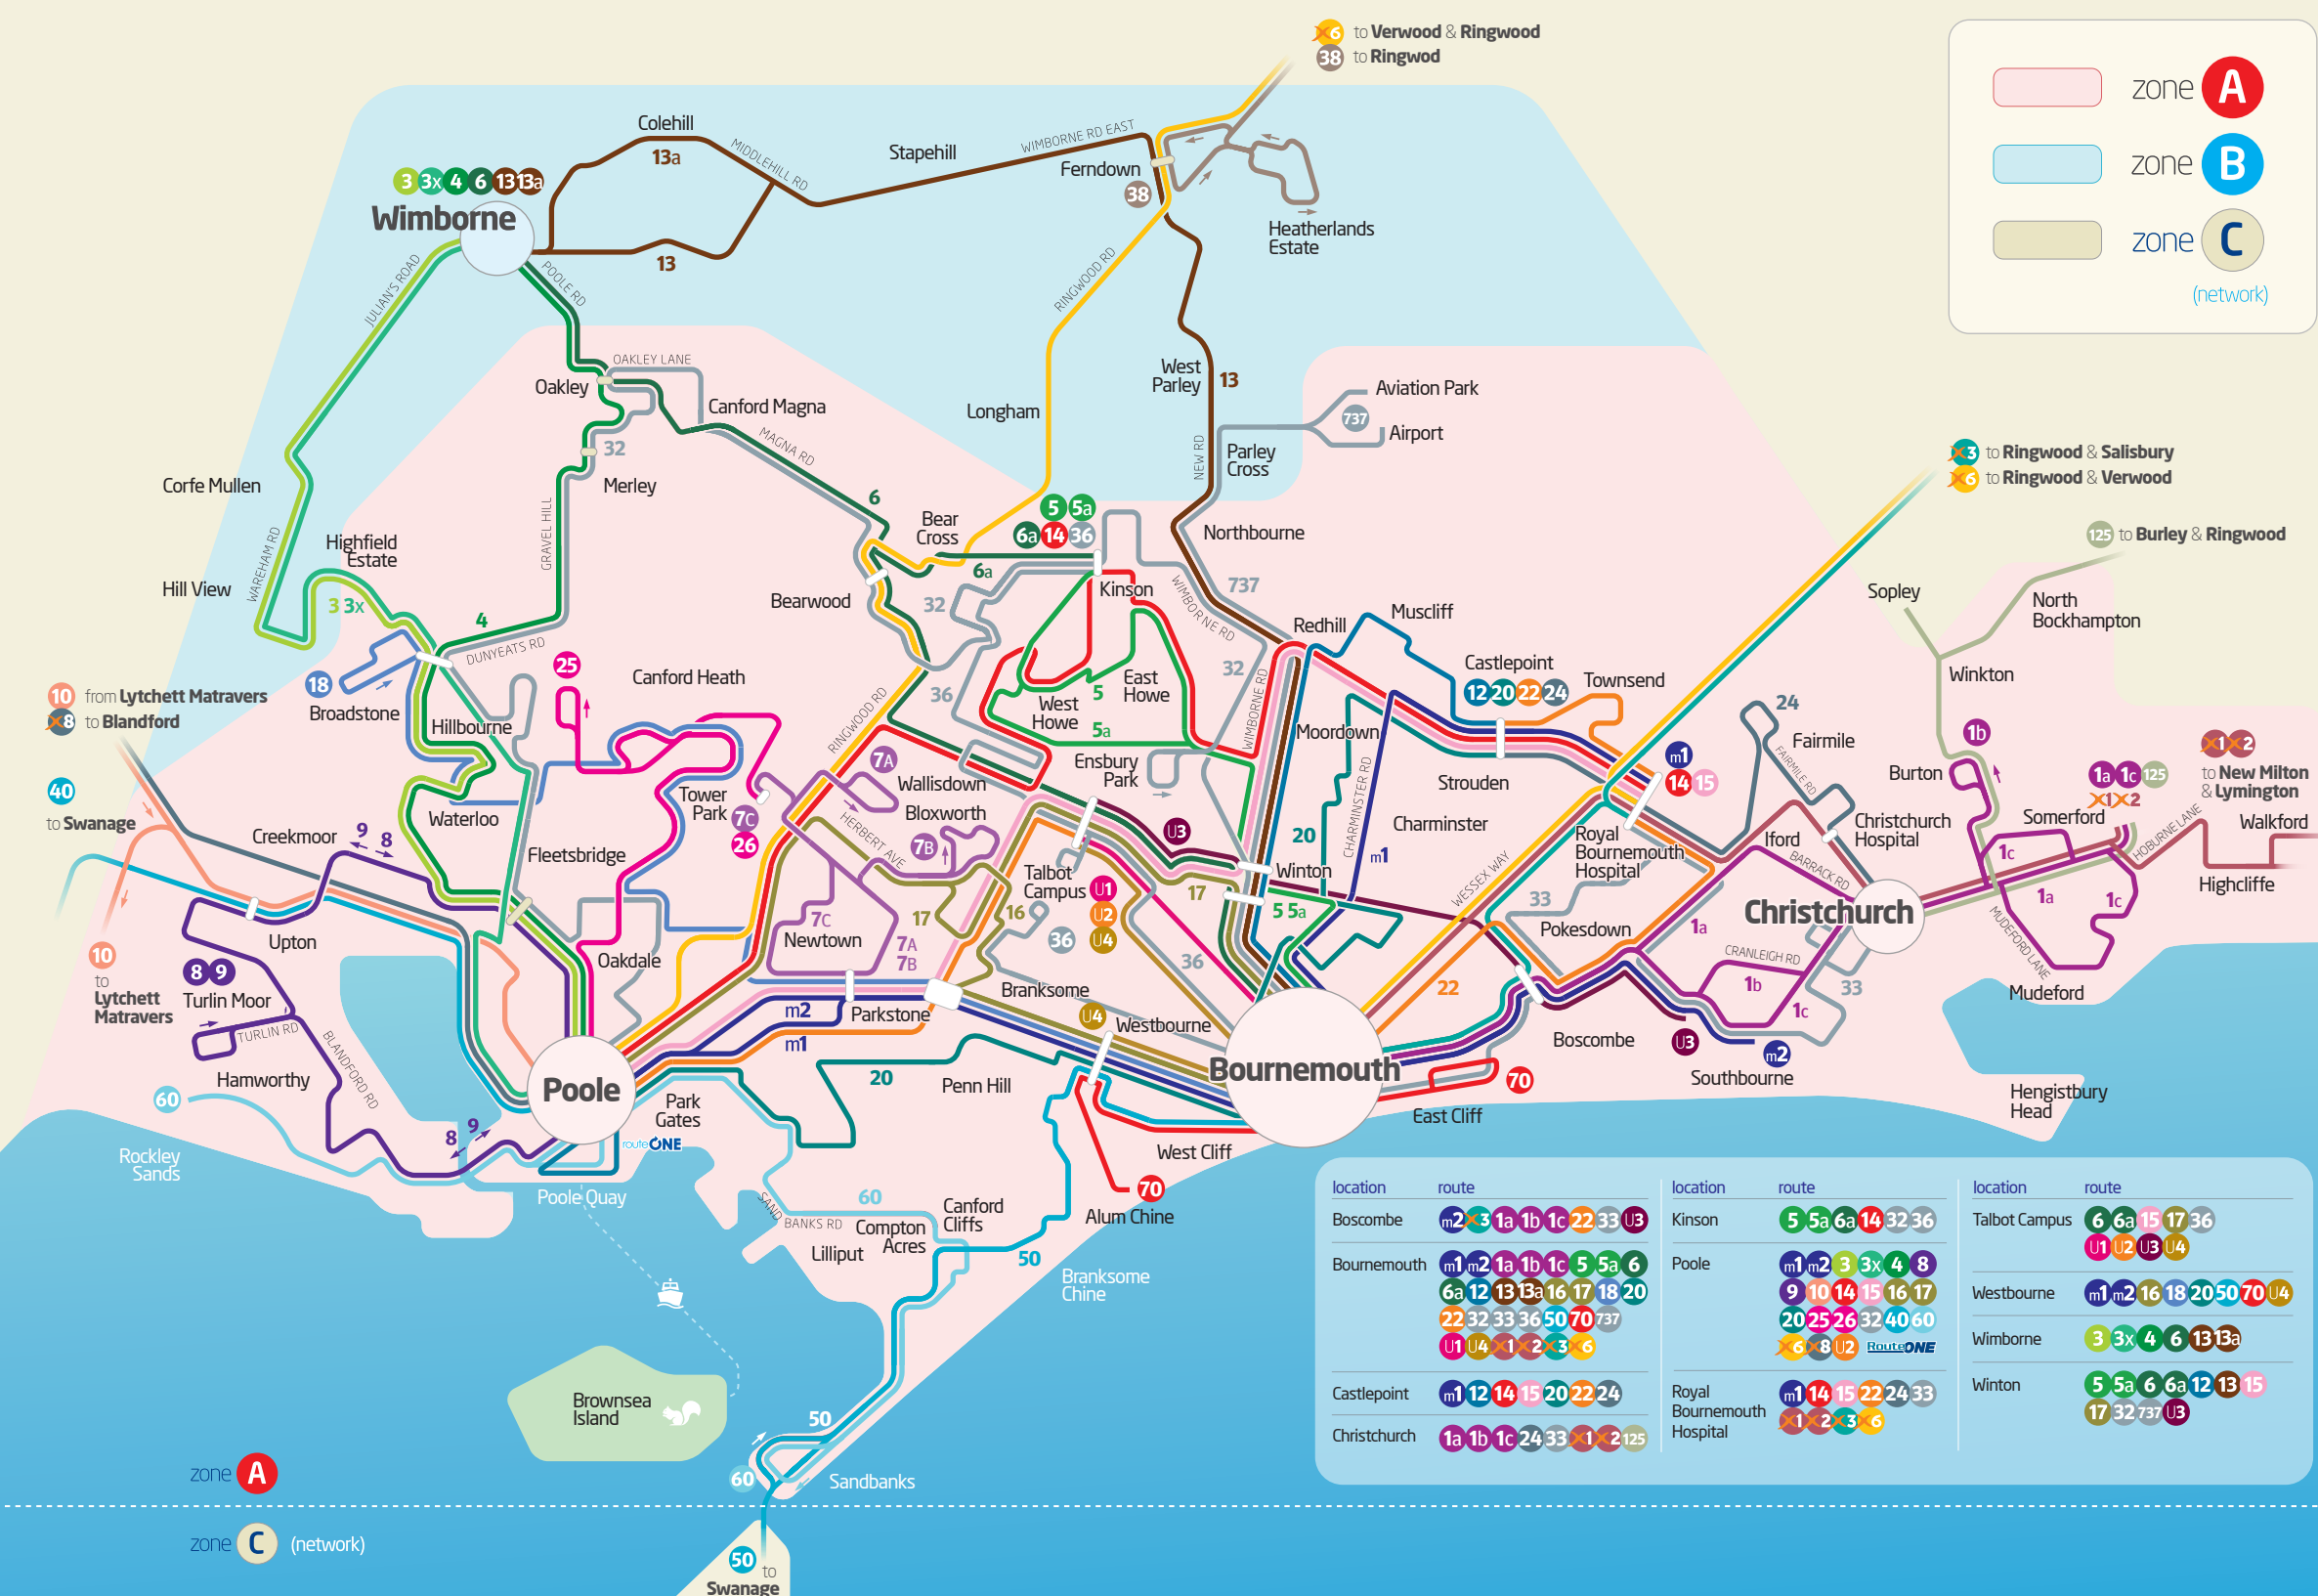 X6 to Verwood & Ringwood
38 to Ringwod
zone A
zone B
zone C
(network)
Colehill
13a
MIDDLEHILL RD
Stapehill
WIMBORNE RD EAST
Ferndown
38
Heatherlands
Estate
3 3x 4 6 13 13a
Wimborne
13
JULIAN'S ROAD
POOLE RD
RINGWOOD RD
OAKLEY LANE
Oakley
Canford Magna
MAGNA RD
32
Merley
Longham
West
Parley
13
Aviation Park
737
Airport
NEW RD
Parley
Cross
Corfe Mullen
WAREHAM RD
Highfield
Estate
Hill View
3 3x
GRAVEL HILL
4
DUNYEATS RD
6
Bear
Cross
5 5a
6a 14 36
6a
Kinson
Bearwood
32
Northbourne
WIMBORNE RD
737
X3 to Ringwood & Salisbury
X6 to Ringwood & Verwood
125 to Burley & Ringwood
Sopley
North
Bockhampton
Winkton
10 from Lytchett Matravers
X8 to Blandford
18
Broadstone
Hillbourne
25
Canford Heath
RINGWOOD RD
36
West
Howe
East
Howe
5
5a
32
Redhill
Muscliff
Castlepoint
12 20 22 24
Townsend
WIMBORNE RD
Moordown
Ensbury
Park
CHARMINSTER RD
20
m1
Strouden
Charminster
m1
14 15
24
Fairmile
FAIRMILE RD
1b
Burton
1a 1c 125
X1 X2
X1 X2
to New Milton
& Lymington
Somerford
HOBURNE LANE
Walkford
Highcliffe
40
to Swanage
Creekmoor
9 8
Waterloo
Fleetsbridge
Tower
Park
7C
26
7A
Wallisdown
Bloxworth
7B
HERBERT AVE
U3
Talbot
Campus
U1
U2
U4
Winton
17
5 5a
Royal
Bournemouth
Hospital
WESSEX WAY
Iford
Christchurch
Hospital
BARRACK RD
Christchurch
33
1c
1a
1c
MUDEFORD LANE
Mudeford
Upton
10
to
Lytchett
Matravers
8 9
Turlin Moor
TURLIN RD
BLANDFORD RD
Hamworthy
60
Rockley
Sands
8 9
Oakdale
7C
Newtown
7A
7B
17
16
36
Branksome
36
22
Pokesdown
1a
CRANLEIGH RD
1b
1c
33
m2
m1
Parkstone
U4
Westbourne
Bournemouth
Boscombe
U3
m2
Southbourne
Hengistbury
Head
Poole
Park
Gates
routeONE
Poole Quay
20
Penn Hill
70
East Cliff
West Cliff
70
Alum Chine
SAND
BANKS RD
60
Lilliput
Compton
Acres
Canford
Cliffs
50
Branksome
Chine
Brownsea
Island
50
60
Sandbanks
zone A
zone C (network)
50 to
Swanage
location route
Boscombe m2 X3 1a 1b 1c 22 33 U3
Bournemouth m1 m2 1a 1b 1c 5 5a 6
6a 12 13 13a 16 17 18 20
22 32 33 36 50 70 737
U1 U4 X1 X2 X3 X6
Castlepoint m1 12 14 15 20 22 24
Christchurch 1a 1b 1c 24 33 X1 X2 125
location route
Kinson 5 5a 6a 14 32 36
Poole m1 m2 3 3x 4 8
9 10 14 15 16 17
20 25 26 32 40 60
X6 X8 U2 RouteONE
Royal
Bournemouth
Hospital
m1 14 15 22 24 33
X1 X2 X3 X6
location route
Talbot Campus 6 6a 15 17 36
U1 U2 U3 U4
Westbourne m1 m2 16 18 20 50 70 U4
Wimborne 3 3x 4 6 13 13a
Winton 5 5a 6 6a 12 13 15
17 32 737 U3